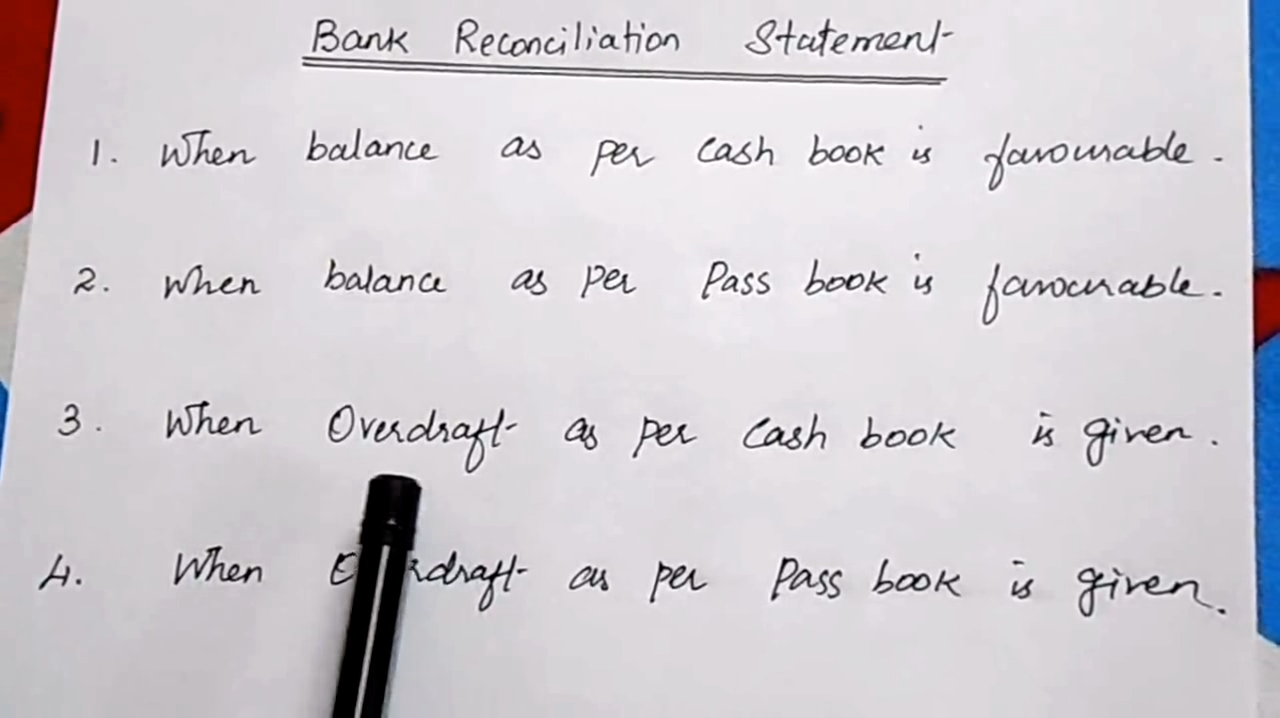 Bank Reconciliation Statement
1. When balance as per cash book is favourable.
2. When balance as per Pass book is favourable.
3. When Overdraft as per Cash book is given.
4. When as per Pass book is given.